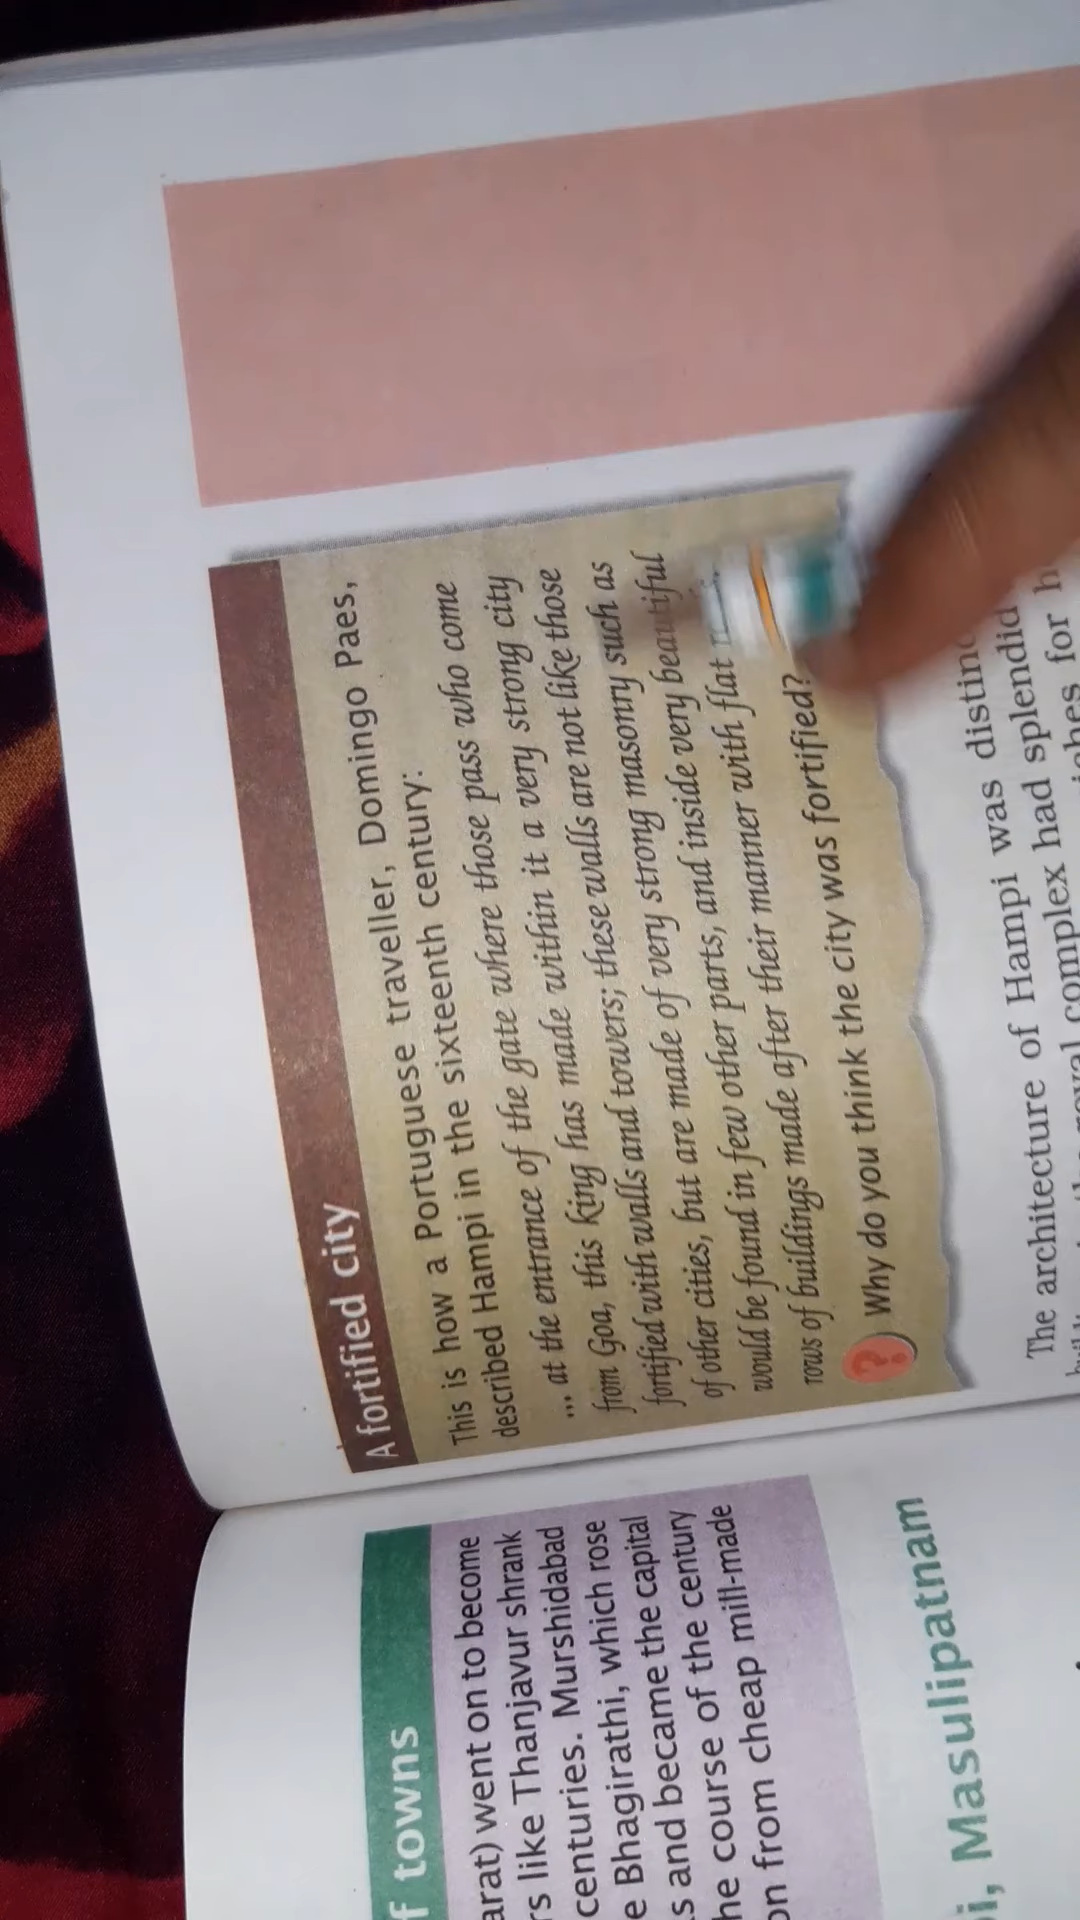 f towns
arat) went on to become
rs like Thanjavur shrank
centuries. Murshidabad
e Bhagirathi, which rose
s and became the capital
he course of the century
on from cheap mill-made
i, Masulipatnam
A fortified city
This is how a Portuguese traveller, Domingo Paes,
described Hampi in the sixteenth century:
... at the entrance of the gate where those pass who come
from Goa, this king has made within it a very strong city
fortified with walls and towers; these walls are not like those
of other cities, but are made of very strong masonry such as
would be found in few other parts, and inside very beautiful
rows of buildings made after their manner with flat
? Why do you think the city was fortified?
The architecture of Hampi was distinc
complex had splendid
for h